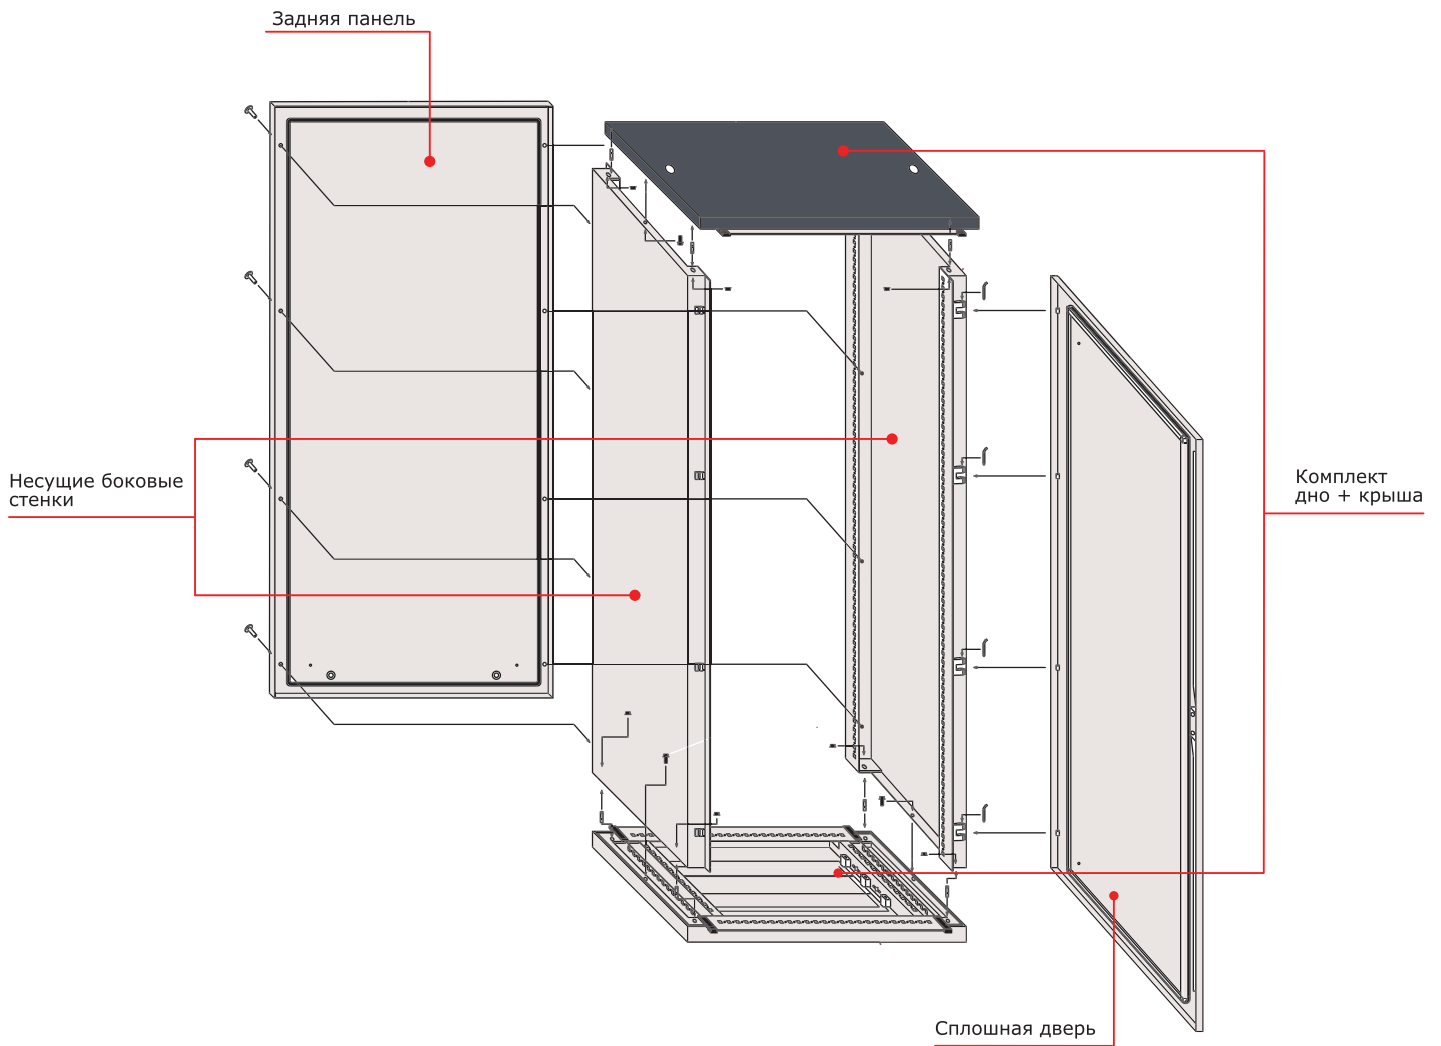 Задняя панель
Несущие боковые
стенки
Комплект
дно + крыша
Сплошная дверь